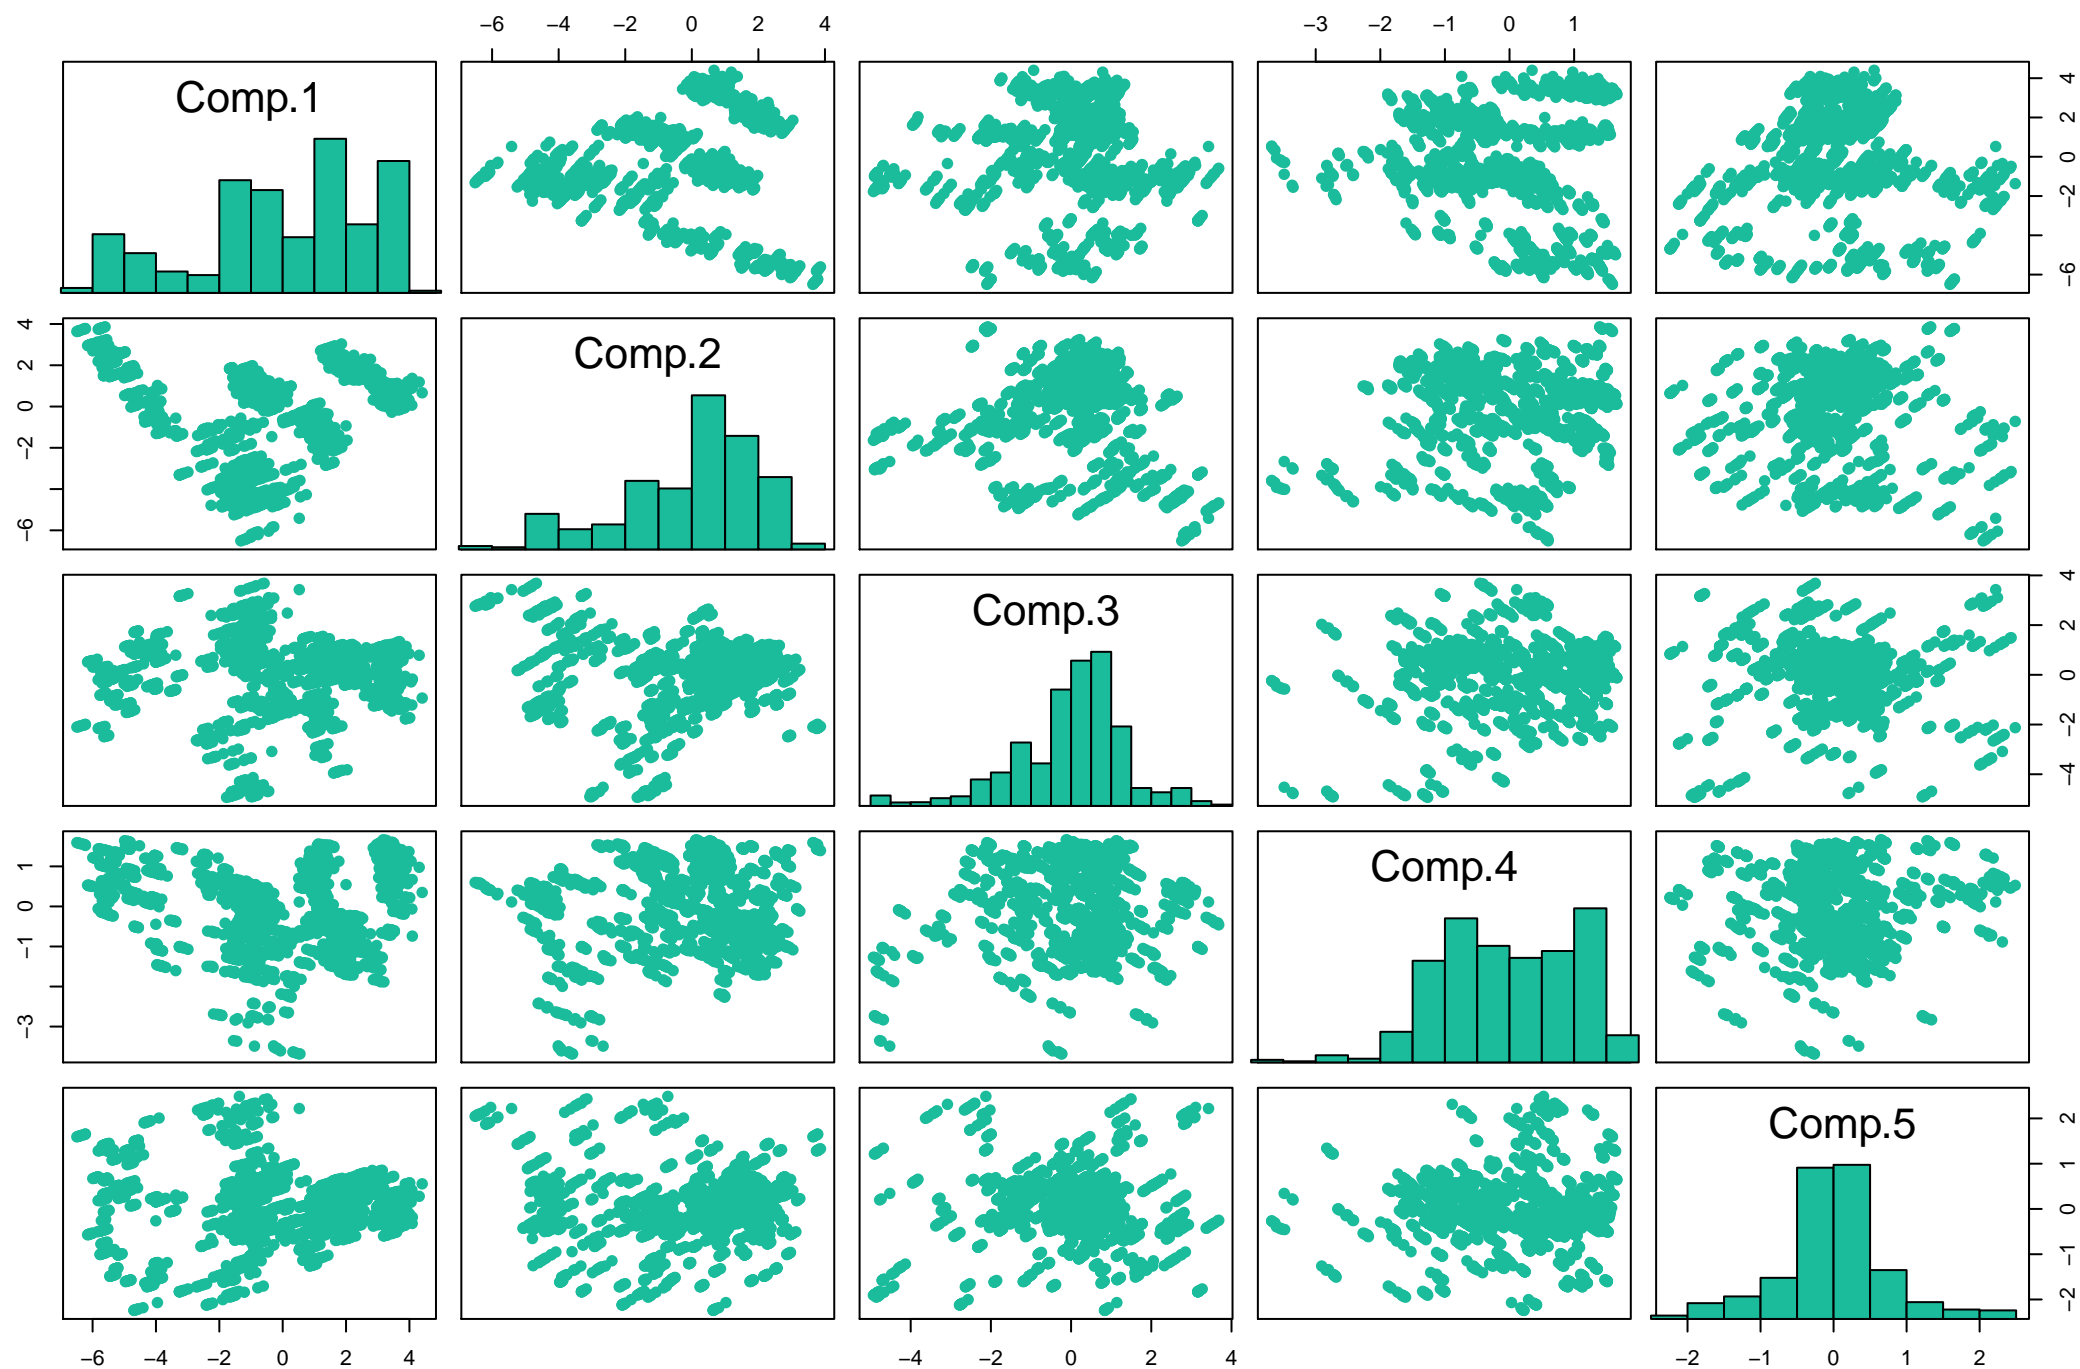 −6 −4 −2 0 2 4 −3 −2 −1 0 1
Comp.1
4 2 0 −2 −6
4 2 0 −2 −6
Comp.2
Comp.3
4 2 0 −2 −4
1 0 −1 −3
Comp.4
Comp.5
2 1 0 −1 −2
−6 −4 −2 0 2 4 −4 −2 0 2 4 −2 −1 0 1 2